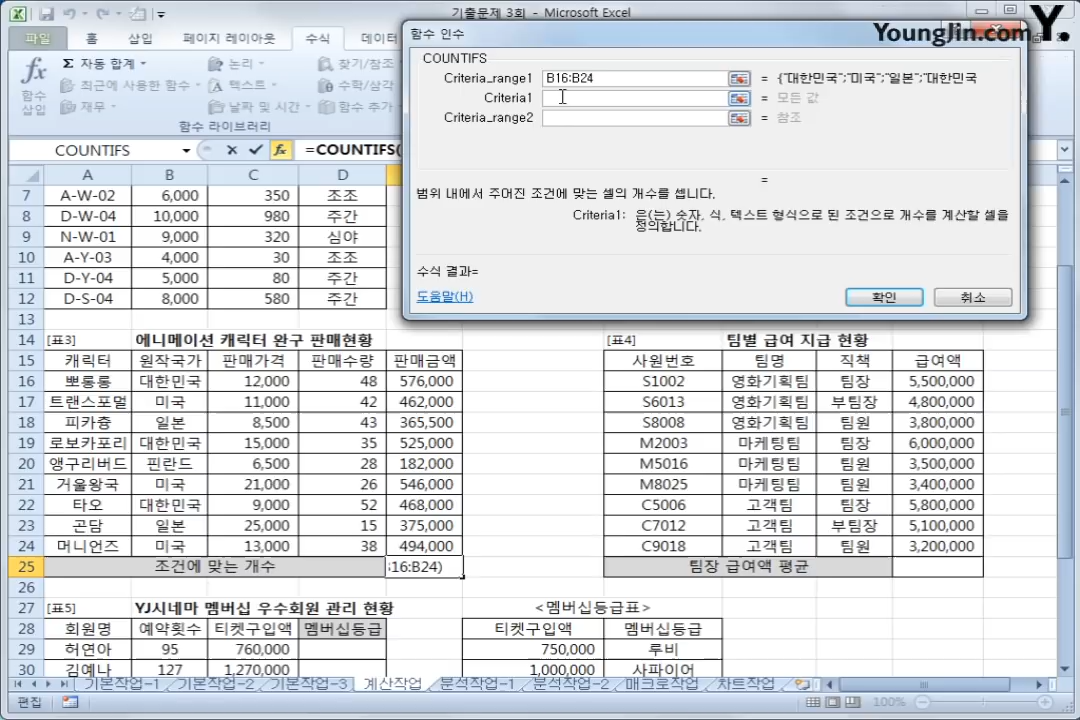 기출문제 3회 - Microsoft Excel
YoungJin.com Y.
파일 홈 삽입 페이지 레이아웃 수식 데이터
fx 함수 삽입
Σ 자동 합계 논리 찾기/참조
최근에 사용한 함수 텍스트 수학/삼각
재무 날짜 및 시간 함수 추가
함수 라이브러리
함수 인수
COUNTIFS
Criteria_range1 B16:B24 = {"대한민국";"미국";"일본";"대한민국
Criteria1 = 모든 값
Criteria_range2 = 참조
=
범위 내에서 주어진 조건에 맞는 셀의 개수를 셉니다.
Criteria1: 은(는) 숫자, 식, 텍스트 형식으로 된 조건으로 개수를 계산할 셀을
정의합니다.
수식 결과=
도움말(H) 확인 취소
COUNTIFS fx =COUNTIFS(
A B C D
7 A-W-02 6,000 350 조조
8 D-W-04 10,000 980 주간
9 N-W-01 9,000 320 심야
10 A-Y-03 4,000 30 조조
11 D-Y-04 5,000 80 주간
12 D-S-04 8,000 580 주간
13
14 [표3] 에니메이션 캐릭터 완구 판매현황 [표4] 팀별 급여 지급 현황
15 캐릭터 원작국가 판매가격 판매수량 판매금액 사원번호 팀명 직책 급여액
16 뽀롱롱 대한민국 12,000 48 576,000 S1002 영화기획팀 팀장 5,500,000
17 트랜스포멀 미국 11,000 42 462,000 S6013 영화기획팀 부팀장 4,800,000
18 피카츙 일본 8,500 43 365,500 S8008 영화기획팀 팀원 3,800,000
19 로보카포리 대한민국 15,000 35 525,000 M2003 마케팅팀 팀장 6,000,000
20 앵구리버드 핀란드 6,500 28 182,000 M5016 마케팅팀 팀원 3,500,000
21 거울왕국 미국 21,000 26 546,000 M8025 마케팅팀 팀원 3,400,000
22 타오 대한민국 9,000 52 468,000 C5006 고객팀 팀장 5,800,000
23 곤담 일본 25,000 15 375,000 C7012 고객팀 부팀장 5,100,000
24 머니언즈 미국 13,000 38 494,000 C9018 고객팀 팀원 3,200,000
25 조건에 맞는 개수 16:B24) 팀장 급여액 평균
26
27 [표5] YJ시네마 멤버십 우수회원 관리 현황 <멤버십등급표>
28 회원명 예약횟수 티켓구입액 멤버십등급 티켓구입액 멤버십등급
29 허연아 95 760,000 750,000 루비
30 김예나 127 1,270,000 1,000,000 사파이어
기본작업-1 기본작업-2 기본작업-3 계산작업 분석작업-1 분석작업-2 매크로작업 차트작업
편집 100%